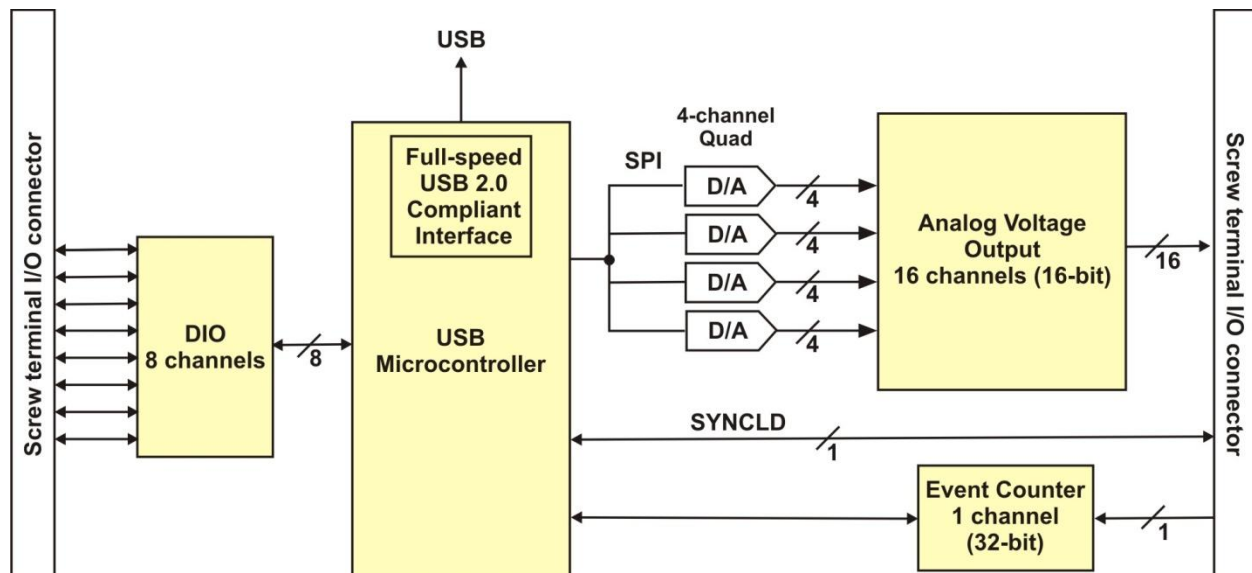 Screw terminal I/O connector
DIO
8 channels
8
USB
Full-speed
USB 2.0
Compliant
Interface
USB
Microcontroller
SPI
4-channel
Quad
D/A
4
D/A
4
D/A
4
D/A
4
Analog Voltage
Output
16 channels (16-bit)
16
SYNCLD
1
Event Counter
1 channel
(32-bit)
1
Screw terminal I/O connector